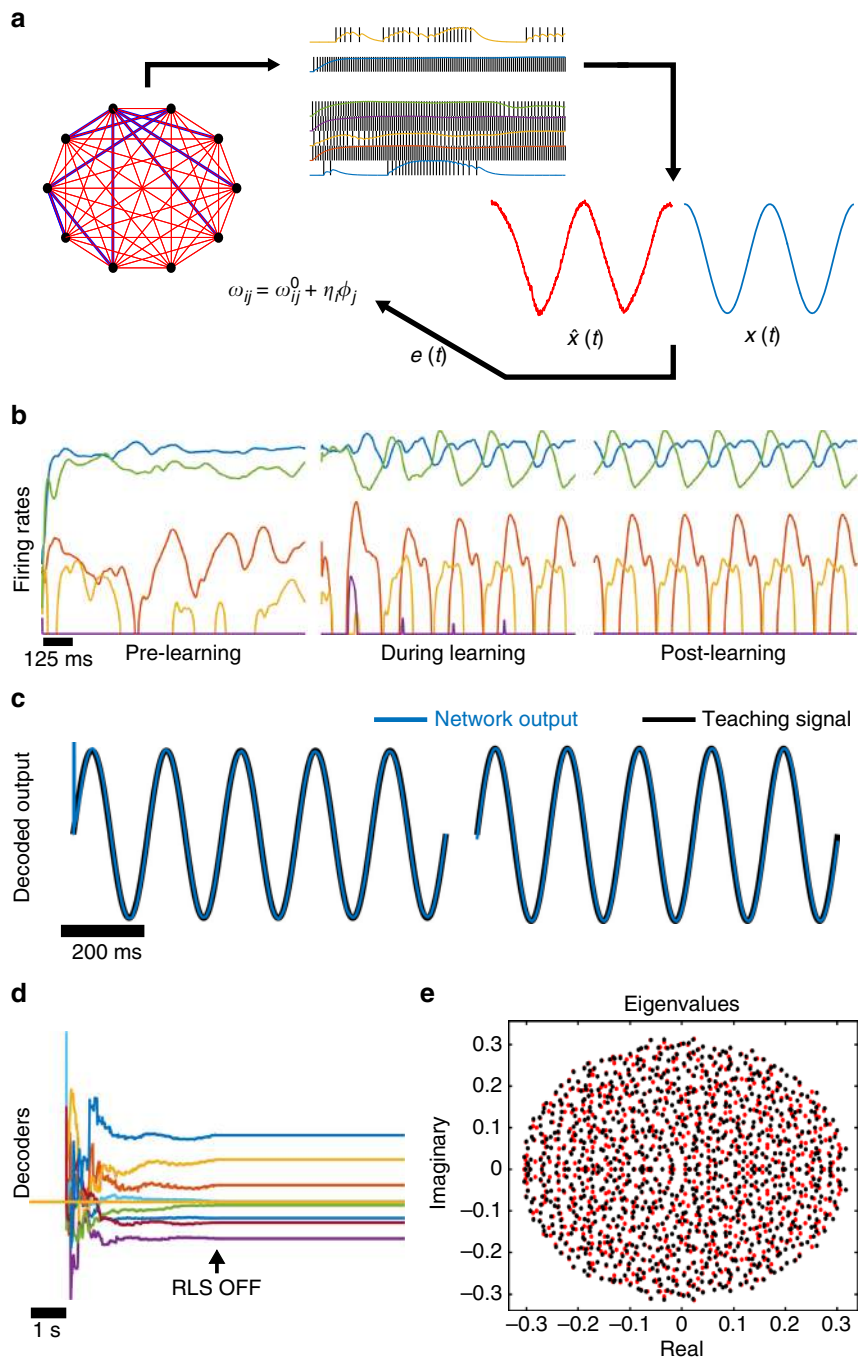 a
ω_ij = ω⁰_ij + η_i ϕ_j
x̂ (t)
x (t)
e (t)
b
Firing rates
125 ms
Pre-learning
During learning
Post-learning
c
Network output
Teaching signal
Decoded output
200 ms
d
Decoders
RLS OFF
1 s
e
Eigenvalues
Imaginary
0.3
0.2
0.1
0
−0.1
−0.2
−0.3
−0.3 −0.2 −0.1 0 0.1 0.2 0.3
Real